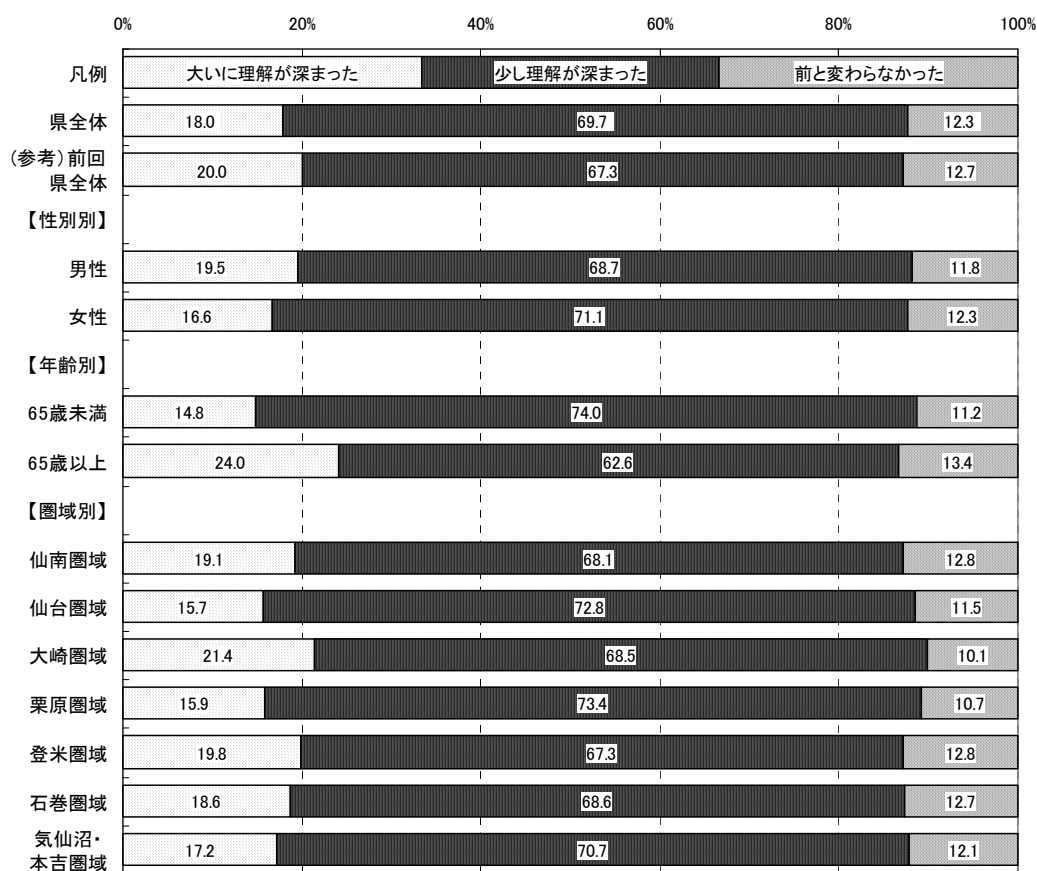 0% 20% 40% 60% 80% 100%
凡例 大いに理解が深まった 少し理解が深まった 前と変わらなかった
県全体 18.0 69.7 12.3
(参考)前回
県全体 20.0 67.3 12.7
【性別別】
男性 19.5 68.7 11.8
女性 16.6 71.1 12.3
【年齢別】
65歳未満 14.8 74.0 11.2
65歳以上 24.0 62.6 13.4
【圏域別】
仙南圏域 19.1 68.1 12.8
仙台圏域 15.7 72.8 11.5
大崎圏域 21.4 68.5 10.1
栗原圏域 15.9 73.4 10.7
登米圏域 19.8 67.3 12.8
石巻圏域 18.6 68.6 12.7
気仙沼・
本吉圏域 17.2 70.7 12.1